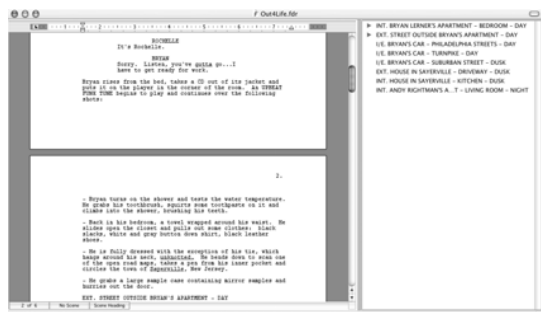 Out4Life.fdr
ROCHELLE
It's Rochelle.
BRYAN
Sorry. Listen, you've gotta go...I
have to get ready for work.
Bryan rises from the bed, takes a CD out of its jacket and
puts it on the player in the corner of the room. An UPBEAT
FUNK TUNE begins to play and continues over the following
shots:
2.
- Bryan turns on the shower and tests the water temperature.
He grabs his toothbrush, squirts some toothpaste on it and
climbs into the shower, brushing his teeth.
- Back in his bedroom, a towel wrapped around his waist. He
slides open the closet and pulls out some clothes: black
slacks, white and gray button down shirt, black leather
shoes.
- He is fully dressed with the exception of his tie, which
hangs around his neck, unknotted. He bends down to scan one
of the open road maps, takes a pen from his inner pocket and
circles the town of Sayerville, New Jersey.
- He grabs a large sample case containing mirror samples and
hurries out the door.
EXT. STREET OUTSIDE BRYAN'S APARTMENT - DAY
2 of 6 No Scene Scene Heading
INT. BRYAN LERNER'S APARTMENT - BEDROOM - DAY
EXT. STREET OUTSIDE BRYAN'S APARTMENT - DAY
I/E. BRYAN'S CAR - PHILADELPHIA STREETS - DAY
I/E. BRYAN'S CAR - TURNPIKE - DAY
I/E. BRYAN'S CAR - SUBURBAN STREET - DUSK
EXT. HOUSE IN SAYERVILLE - DRIVEWAY - DUSK
INT. HOUSE IN SAYERVILLE - KITCHEN - DUSK
INT. ANDY RIGHTMAN'S A...T - LIVING ROOM - NIGHT